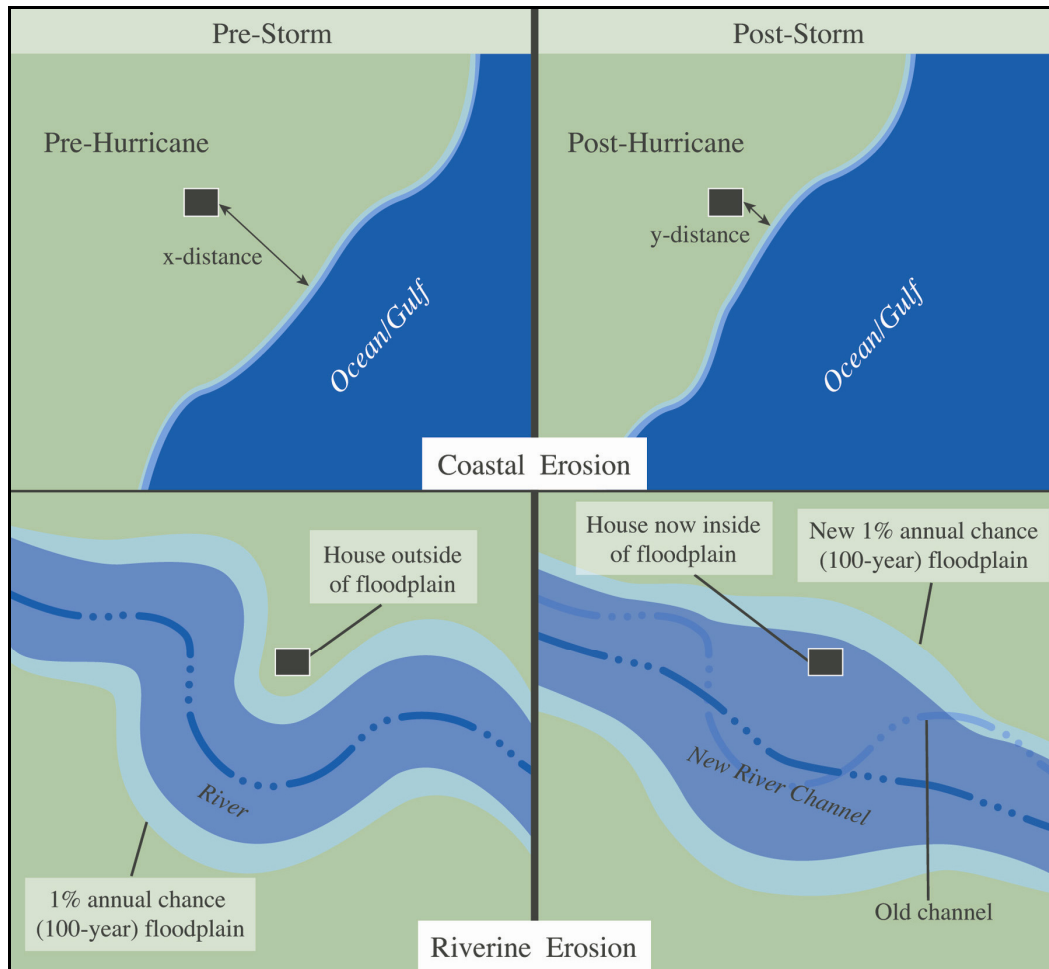 Pre-Storm
Post-Storm
Pre-Hurricane
x-distance
Ocean/Gulf
Post-Hurricane
y-distance
Ocean/Gulf
Coastal Erosion
House outside
of floodplain
River
1% annual chance
(100-year) floodplain
House now inside
of floodplain
New 1% annual chance
(100-year) floodplain
New River Channel
Old channel
Riverine Erosion